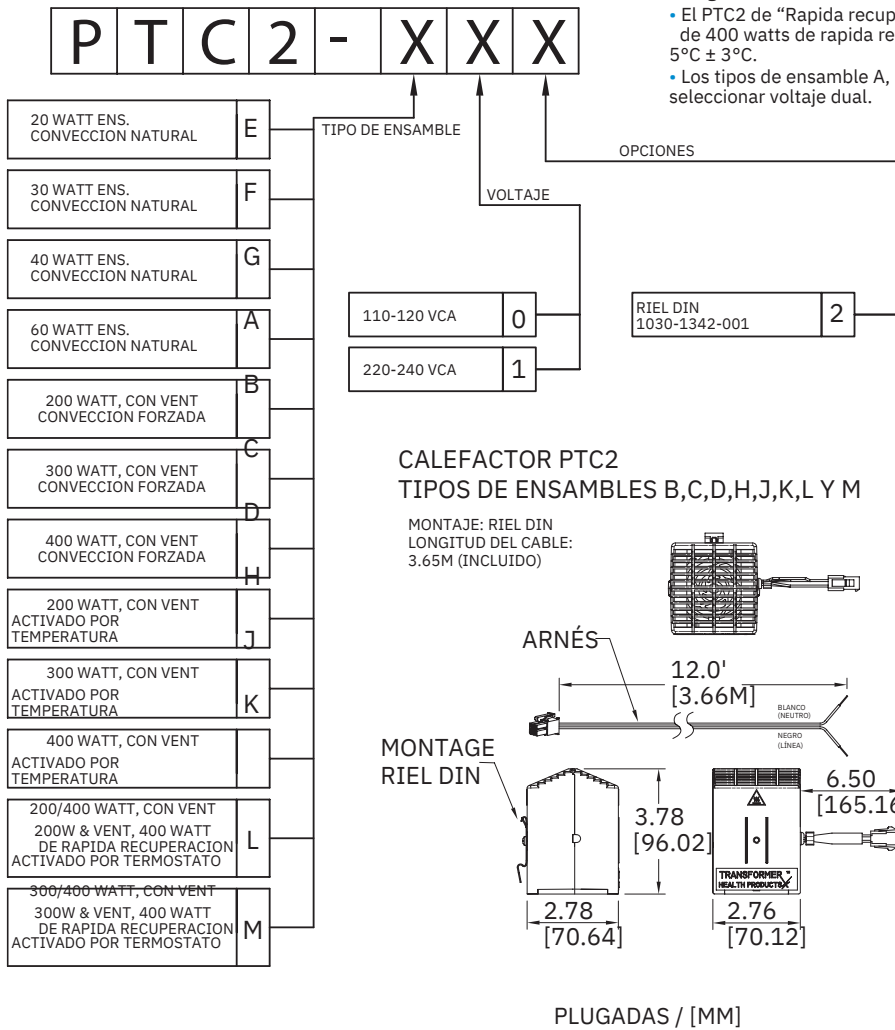 PTC2-XXX
• El PTC2 de “Rapida
de 400 watts de rapida
5°C ± 3°C.
• Los tipos de ensamble A,
seleccionar voltaje dual.
TIPO DE ENSAMBLE
OPCIONES
VOLTAJE
20 WATT ENS.
CONVECCION NATURAL
E
30 WATT ENS.
CONVECCION NATURAL
F
40 WATT ENS.
CONVECCION NATURAL
G
60 WATT ENS.
CONVECCION NATURAL
A
200 WATT, CON VENT
CONVECCION FORZADA
B
300 WATT, CON VENT
CONVECCION FORZADA
C
400 WATT, CON VENT
CONVECCION FORZADA
D
H
200 WATT, CON VENT
ACTIVADO POR
TEMPERATURA
J
300 WATT, CON VENT
ACTIVADO POR
TEMPERATURA
K
400 WATT, CON VENT
ACTIVADO POR
TEMPERATURA
200/400 WATT, CON VENT
200W & VENT, 400 WATT
DE RAPIDA RECUPERACION
ACTIVADO POR TERMOSTATO
L
300/400 WATT, CON VENT
300W & VENT, 400 WATT
DE RAPIDA RECUPERACION
ACTIVADO POR TERMOSTATO
M
110-120 VCA
0
220-240 VCA
1
RIEL DIN
1030-1342-001
2
CALEFACTOR PTC2
TIPOS DE ENSAMBLES B,C,D,H,J,K,L Y M
MONTAJE: RIEL DIN
LONGITUD DEL CABLE:
3.65M (INCLUIDO)
ARNÉS
12.0'
[3.66M]
BLANCO
(NEUTRO)
NEGRO
(LÍNEA)
MONTAGE
RIEL DIN
3.78
[96.02]
2.78
[70.64]
TRANSFORMER™
HEALTH PRODUCTS
6.50
[165.16
2.76
[70.12]
PLUGADAS / [MM]